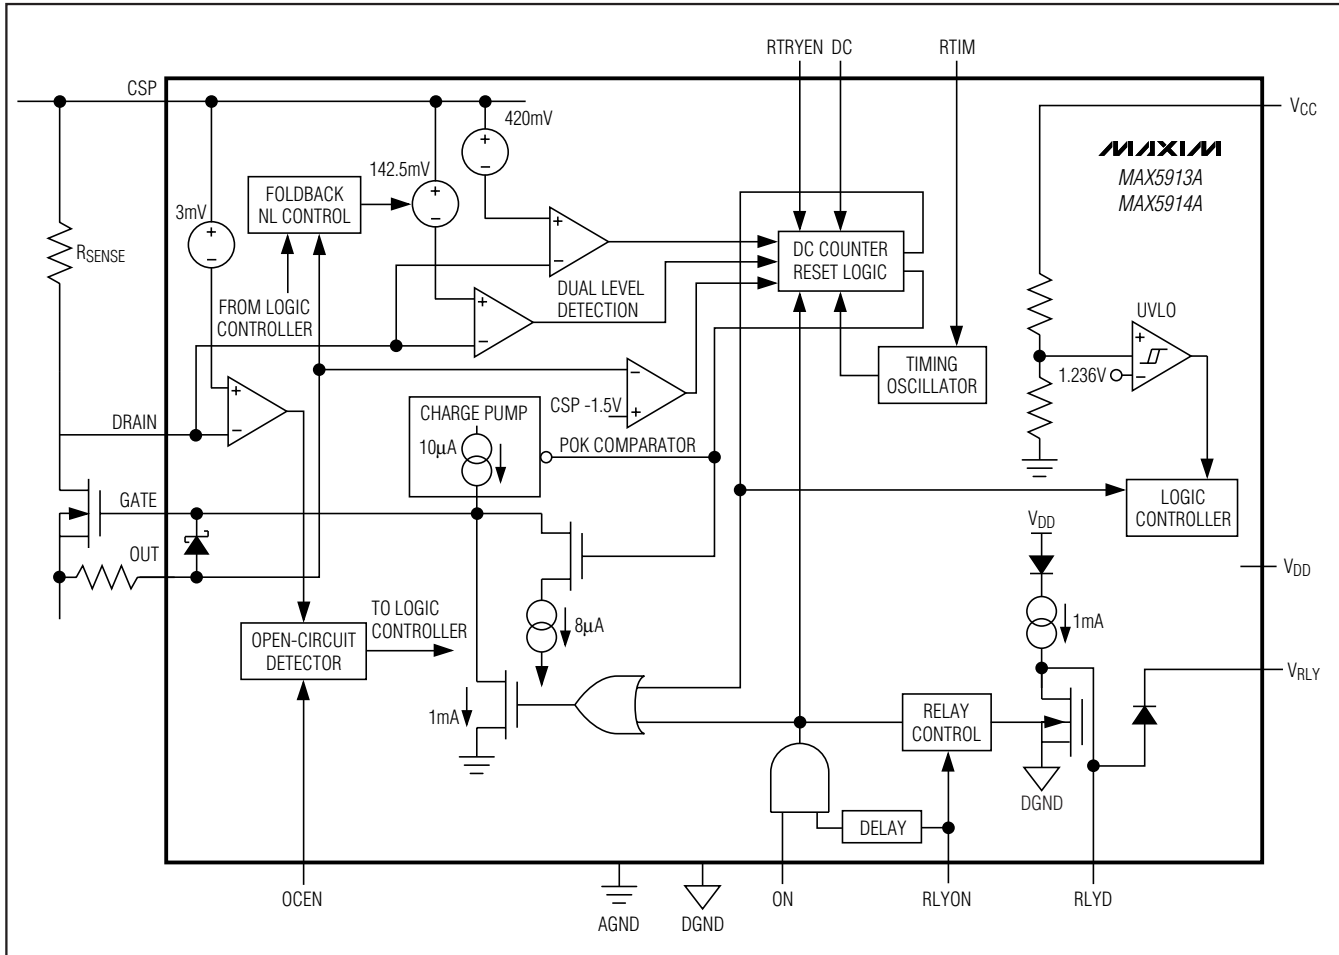 RTRYEN DC
RTIM
CSP
VCC
420mV
MAXIM
MAX5913A
MAX5914A
142.5mV
FOLDBACK
NL CONTROL
3mV
RSENSE
DC COUNTER
RESET LOGIC
DUAL LEVEL
DETECTION
FROM LOGIC
CONTROLLER
UVLO
TIMING
OSCILLATOR
1.236V
CSP -1.5V
CHARGE PUMP
DRAIN
10µA
POK COMPARATOR
GATE
LOGIC
CONTROLLER
VDD
OUT
VDD
TO LOGIC
CONTROLLER
8µA
1mA
OPEN-CIRCUIT
DETECTOR
VRLY
1mA
RELAY
CONTROL
DGND
DELAY
OCEN
AGND
DGND
ON
RLYON
RLYD
+
−
+
−
+
−
+
−
+
−
+
−
−
+
+
−
+
−